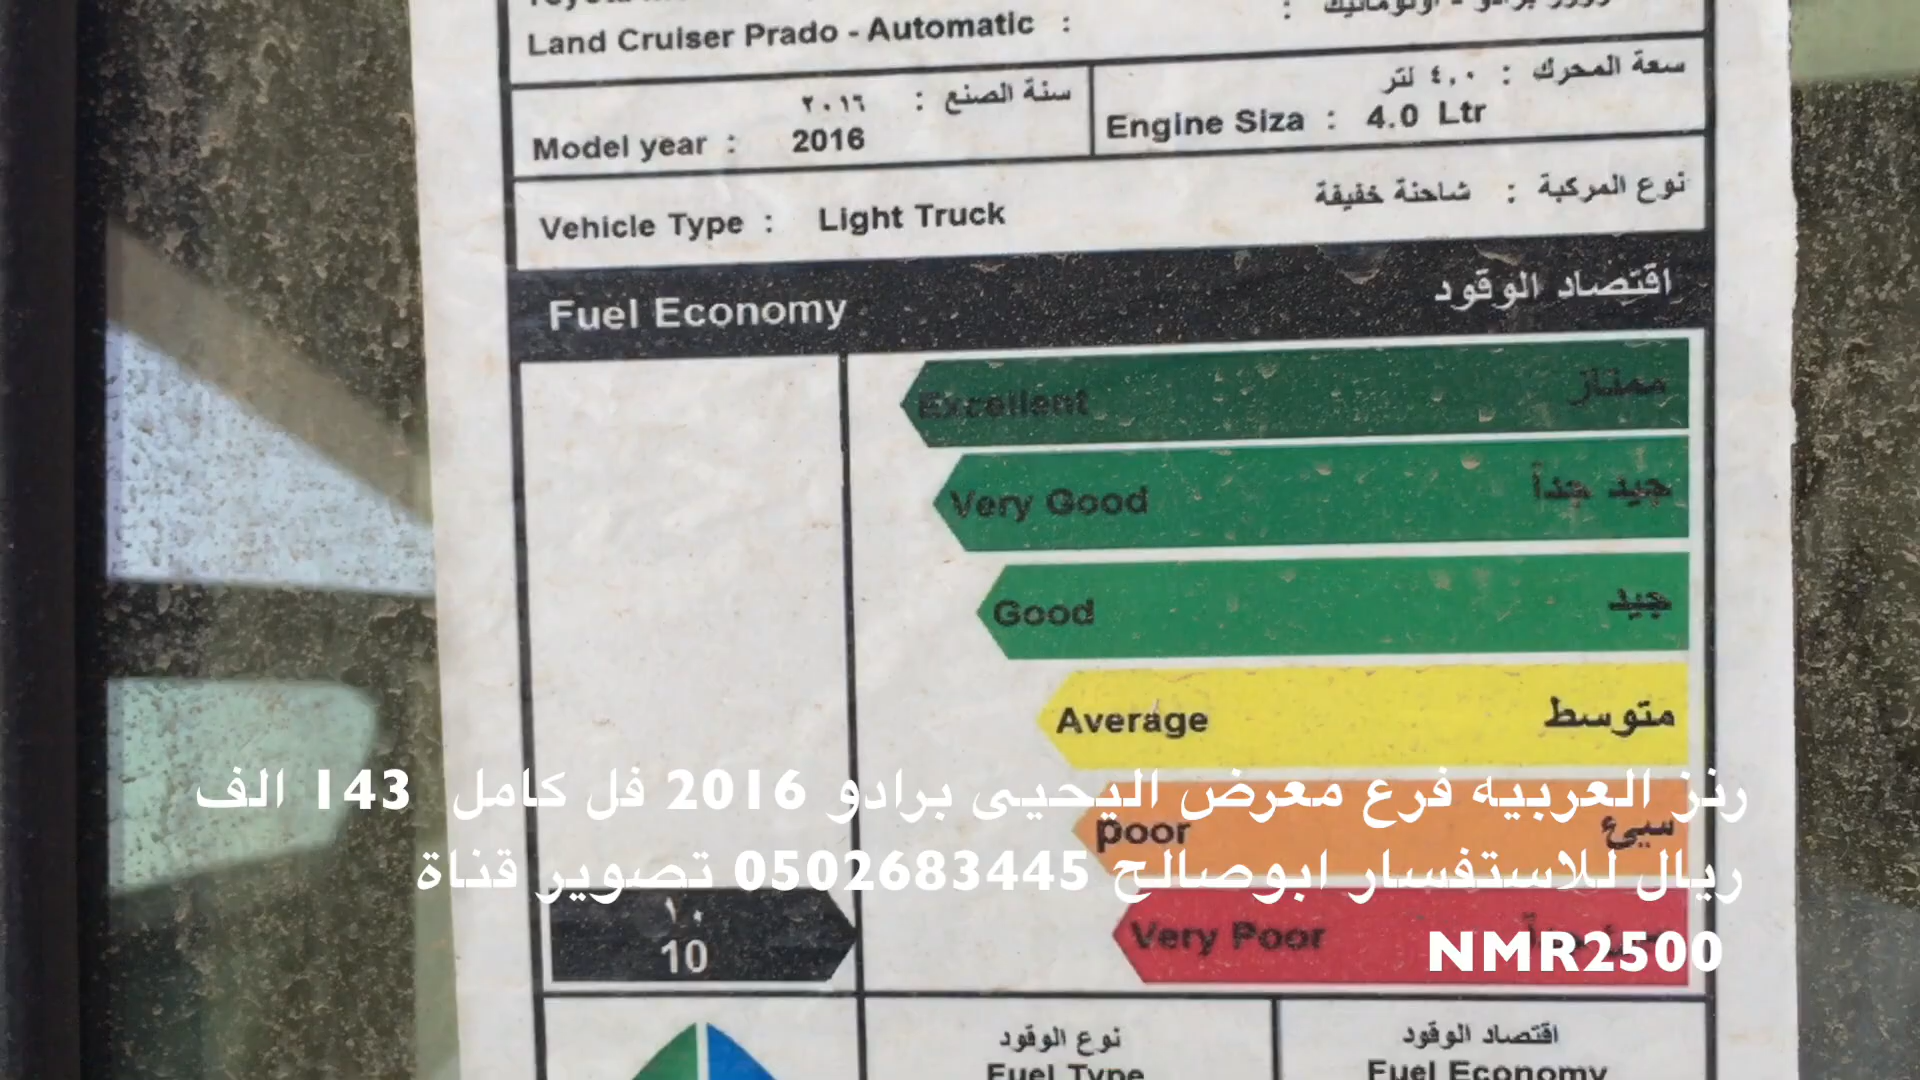 Land Cruiser Prado - Automatic :
سنة الصنع : ٢٠١٦
Model year : 2016
سعة المحرك : ٤.٠ لتر
Engine Siza : 4.0 Ltr
نوع المركبة : شاحنة خفيفة
Vehicle Type : Light Truck
Fuel Economy اقتصاد الوقود
Excellent ممتاز
Very Good جيد جداً
Good جيد
Average متوسط
poor سيئ
Very Poor
١٠
10
رنز العربيه فرع معرض اليحيى برادو 2016 فل كامل 143 الف
ريال للاستفسار ابوصالح 0502683445 تصوير قناة
NMR2500
نوع الوقود
Fuel Type
اقتصاد الوقود
Fuel Economy